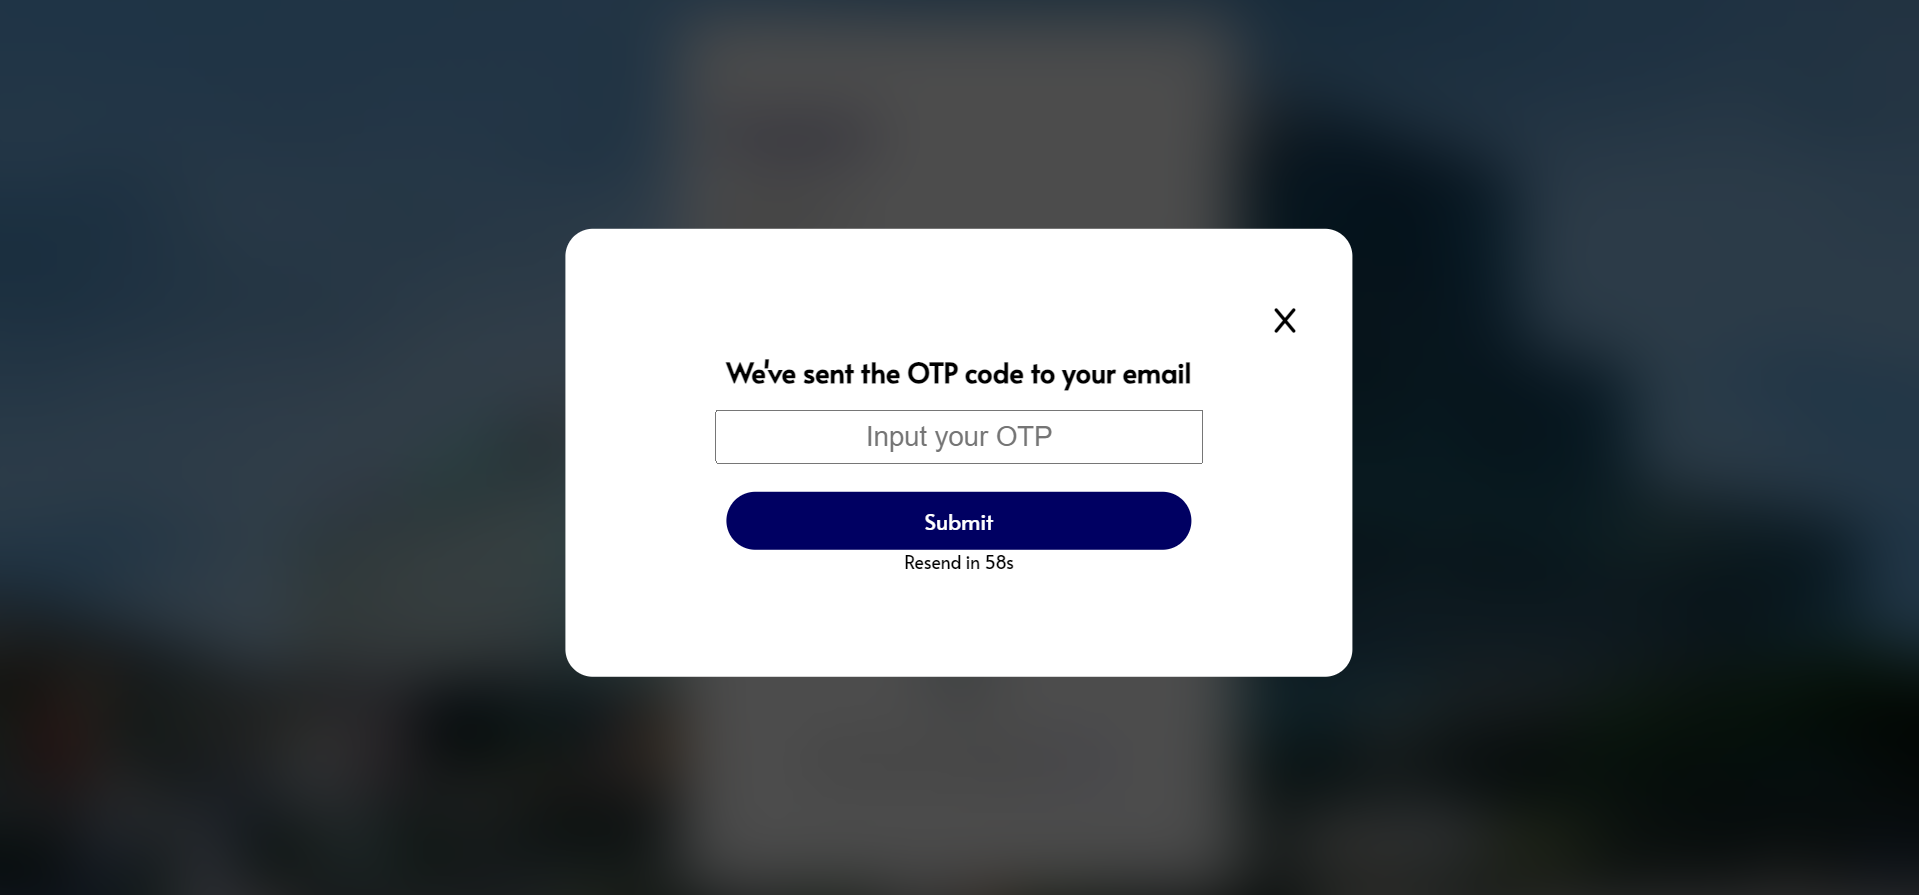 X
We've sent the OTP code to your email
Input your OTP
Submit
Resend in 58s